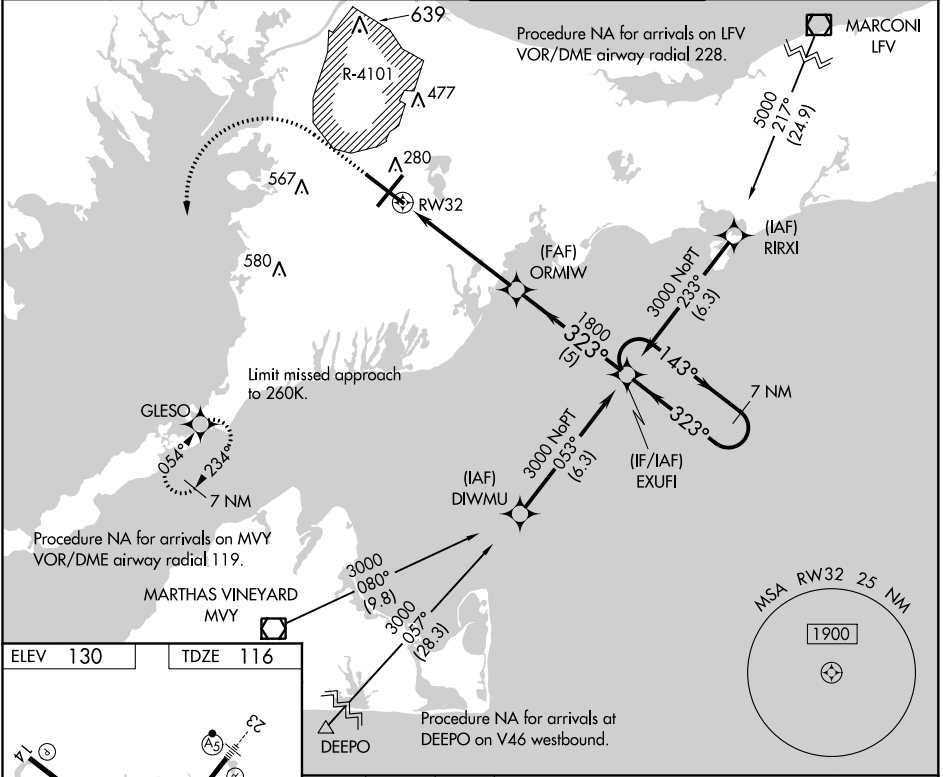 639
R-4101
477
280
567
580
RW32
Procedure NA for arrivals on LFV
VOR/DME airway radial 228.
MARCONI
LFV
5000
217°
(24.9)
(IAF)
RIRXI
3000 NoPT
233°
(6.3)
(FAF)
ORMIW
1800
323°
(5)
143°
7 NM
323°
(IF/IAF)
EXUFI
Limit missed approach
to 260K.
GLESO
054°
234°
7 NM
3000 NoPT
053°
(6.3)
(IAF)
DIWMU
Procedure NA for arrivals on MVY
VOR/DME airway radial 119.
MARTHAS VINEYARD
MVY
3000
080°
(9.8)
3000
057°
(28.3)
DEEPO
Procedure NA for arrivals at
DEEPO on V46 westbound.
MSA RW32 25 NM
1900
ELEV 130
TDZE 116
14
P
A5
23